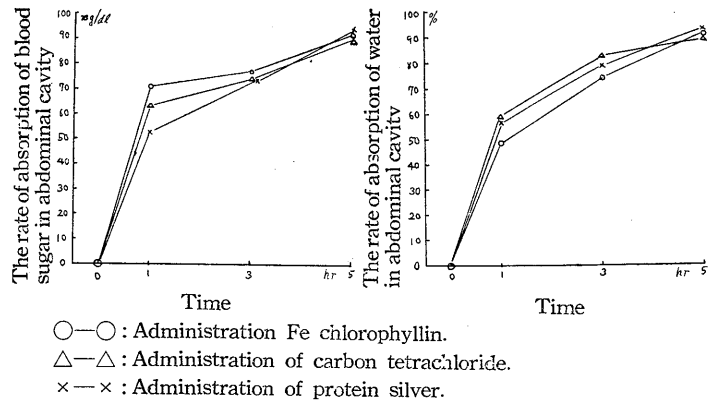 mg/dl
100
90
80
70
60
50
40
30
20
10
0
The rate of absorption of blood
sugar in abdominal cavity
0 1 3 hr 5
Time
%
100
90
80
70
60
50
40
30
20
10
0
The rate of absorption of water
in abdominal cavity
0 1 3 hr 5
Time
○—○ : Administration Fe chlorophyllin.
△—△ : Administration of carbon tetrachloride.
×—× : Administration of protein silver.